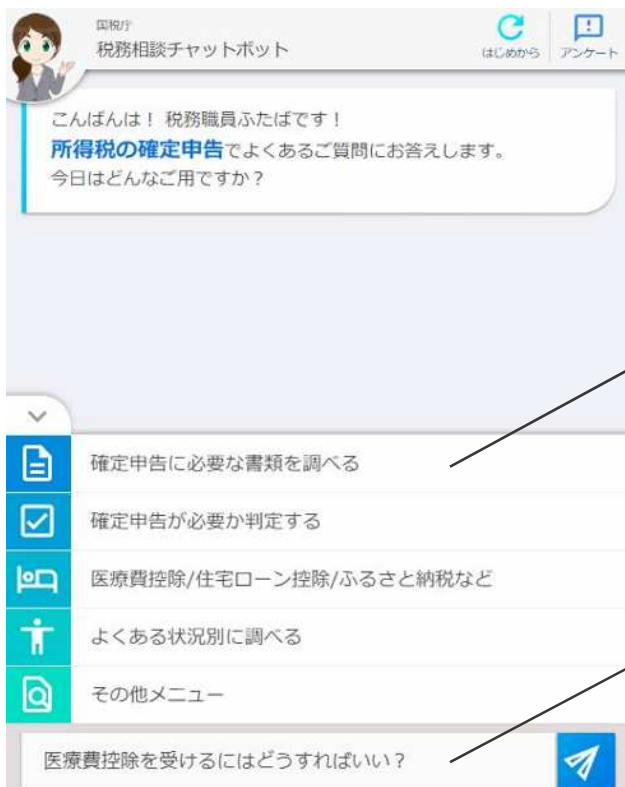 国税庁
税務相談チャットボット
はじめから
アンケート
こんばんは！ 税務職員ふたばです！
所得税の確定申告でよくあるご質問にお答えします。
今日はどんなご用ですか？
確定申告に必要な書類を調べる
確定申告が必要か判定する
医療費控除/住宅ローン控除/ふるさと納税など
よくある状況別に調べる
その他メニュー
医療費控除を受けるにはどうすればいい？